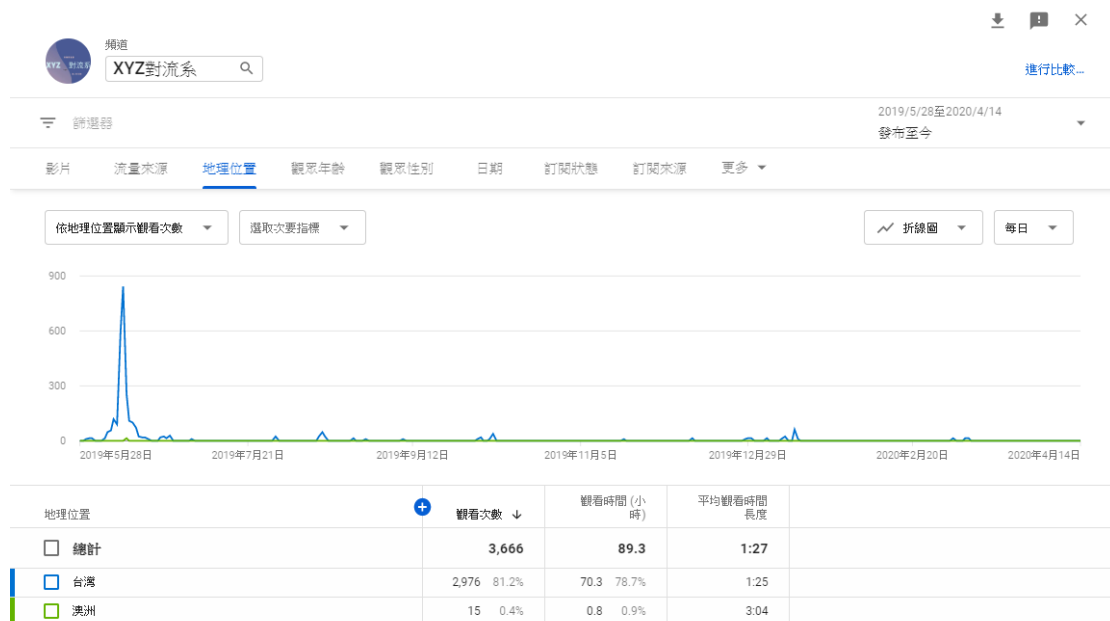 頻道
XYZ對流系
進行比較...
篩選器
2019/5/28至2020/4/14
發布至今
影片 流量來源 地理位置 觀眾年齡 觀眾性別 日期 訂閱狀態 訂閱來源 更多
依地理位置顯示觀看次數 選取次要指標 折線圖 每日
900
600
300
0
2019年5月28日 2019年7月21日 2019年9月12日 2019年11月5日 2019年12月29日 2020年2月20日 2020年4月14日
地理位置 觀看次數 觀看時間 (小時) 平均觀看時間長度
總計 3,666 89.3 1:27
台灣 2,976 81.2% 70.3 78.7% 1:25
澳洲 15 0.4% 0.8 0.9% 3:04